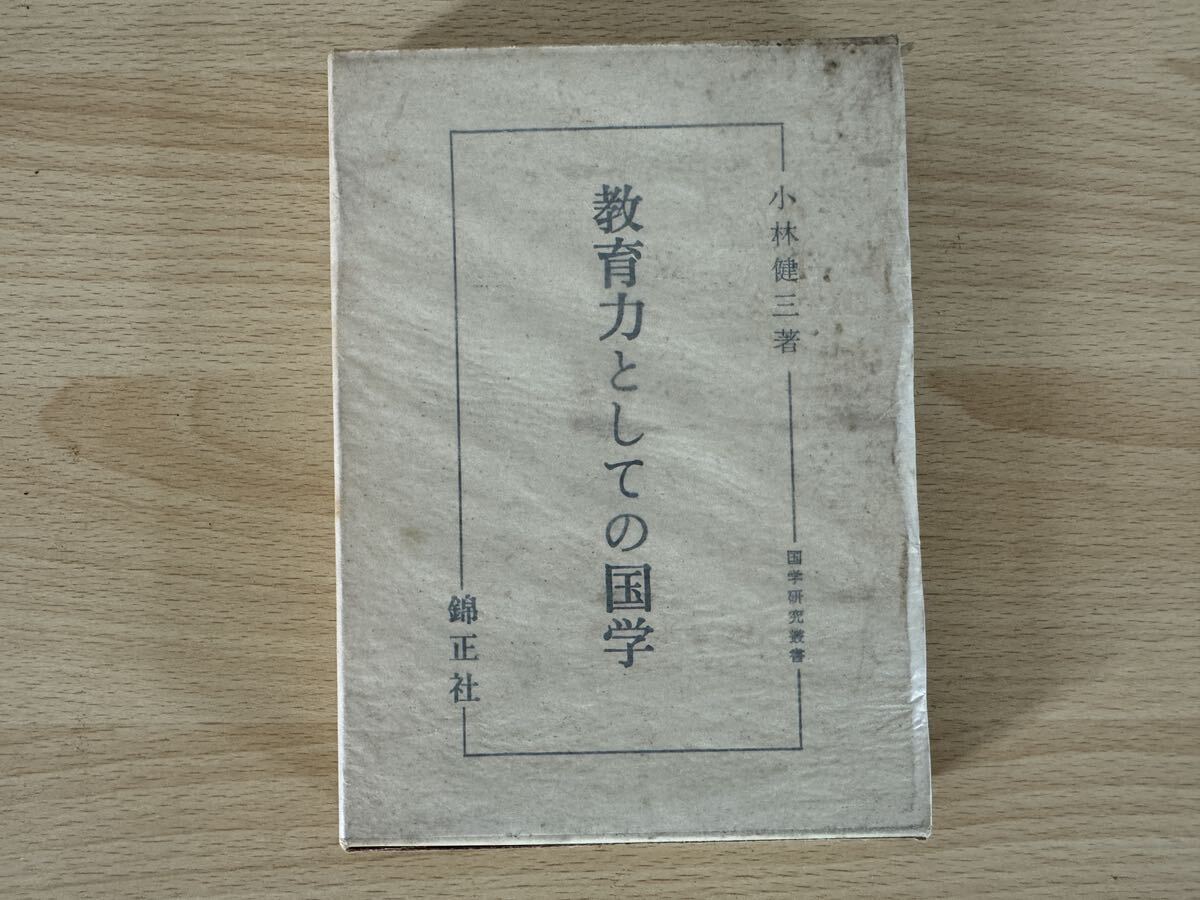 小林健三著
国学研究叢書
教育力としての国学
錦正社